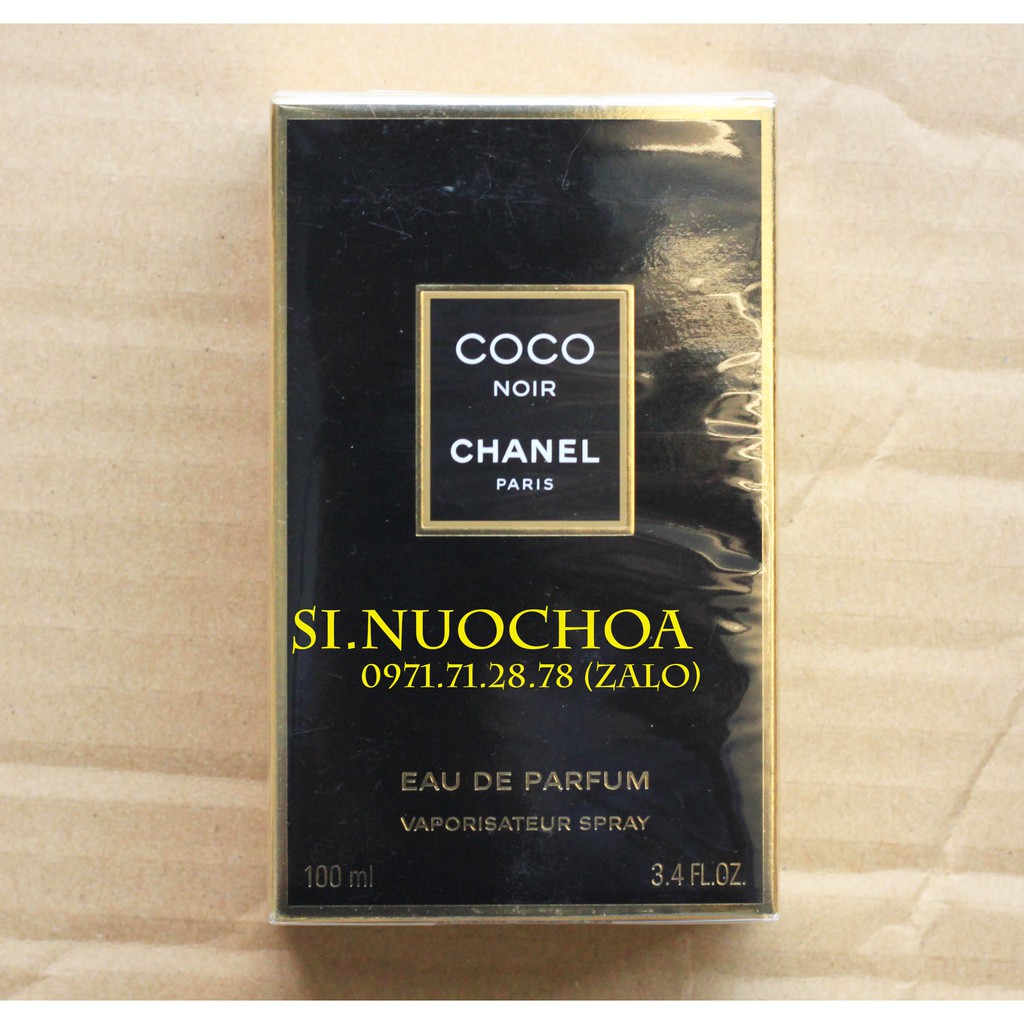 COCO
NOIR
CHANEL
PARIS
SI.NUOCHOA
0971.71.28.78 (ZALO)
EAU DE PARFUM
VAPORISATEUR SPRAY
100 ml 3.4 FL.OZ.